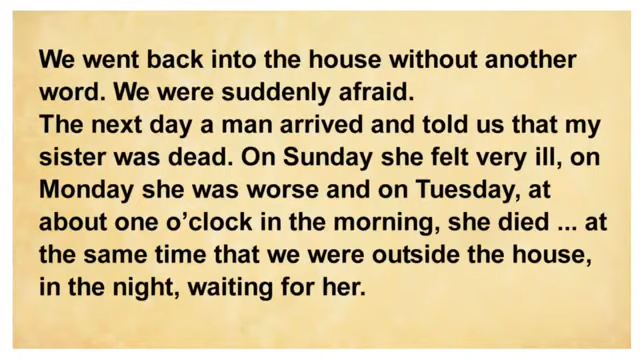 We went back into the house without another
word. We were suddenly afraid.
The next day a man arrived and told us that my
sister was dead. On Sunday she felt very ill, on
Monday she was worse and on Tuesday, at
about one o’clock in the morning, she died ... at
the same time that we were outside the house,
in the night, waiting for her.